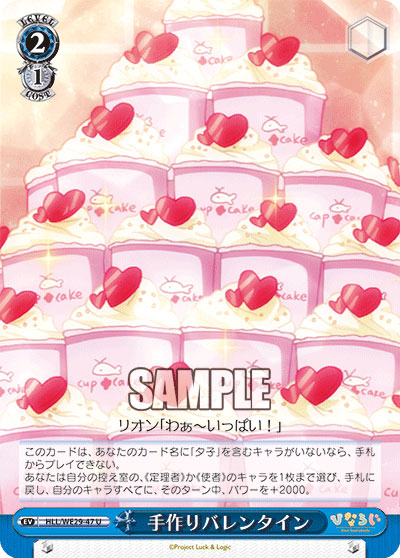 LEVEL
2
1
COST
cup cake
cup cake
cup cake
cup cake
SAMPLE
リオン「わぁ～いっぱい！」
このカードは、あなたのカード名に「夕子」を含むキャラがいないなら、手札
からプレイできない。
あなたは自分の控え室の、《定理者》か《使者》のキャラを1枚まで選び、手札に
戻し、自分のキャラすべてに、そのターン中、パワーを+2000。
EV
HLL/WE29-47 U
手作りバレンタイン
ひなろじ
©Project Luck & Logic